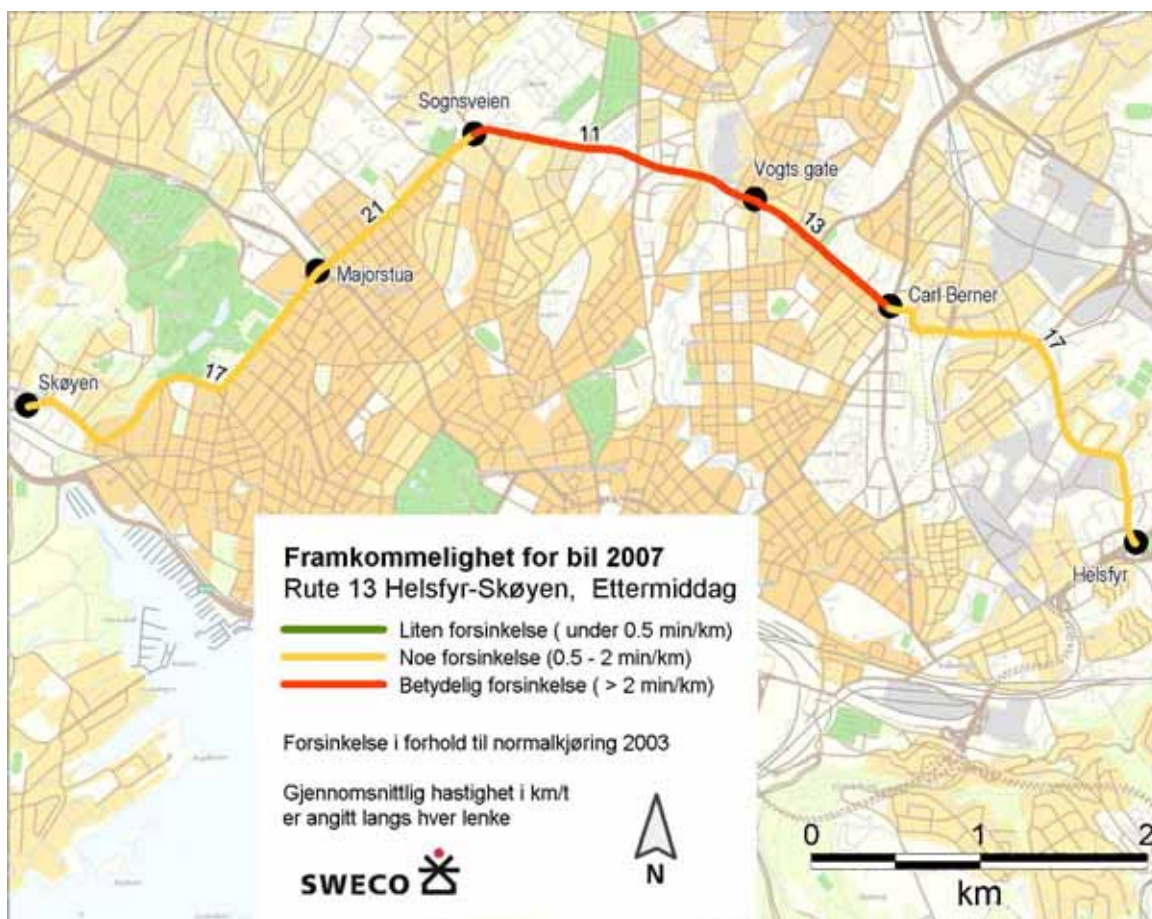 Sognsveien
11
Vogts gate
21
13
Majorstua
Carl Berner
17
Skøyen
17
Helsfyr
Framkommelighet for bil 2007
Rute 13 Helsfyr-Skøyen, Ettermiddag
Liten forsinkelse ( under 0.5 min/km)
Noe forsinkelse (0.5 - 2 min/km)
Betydelig forsinkelse ( > 2 min/km)
Forsinkelse i forhold til normalkjøring 2003
Gjennomsnittlig hastighet i km/t
er angitt langs hver lenke
SWECO
N
0 1 2
km